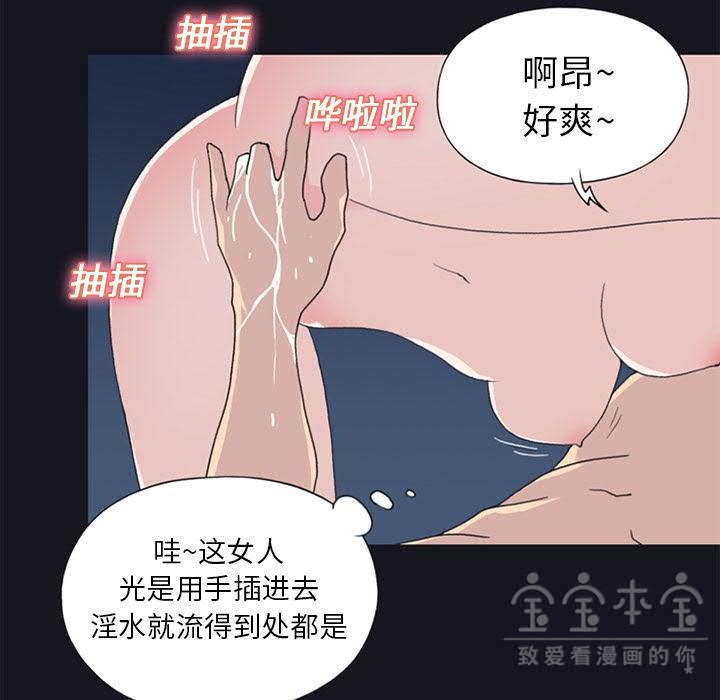 抽插
啊昂~
好爽~
哗啦啦
抽插
哇~这女人
光是用手插进去
淫水就流得到处都是
宝宝本宝
致爱看漫画的你